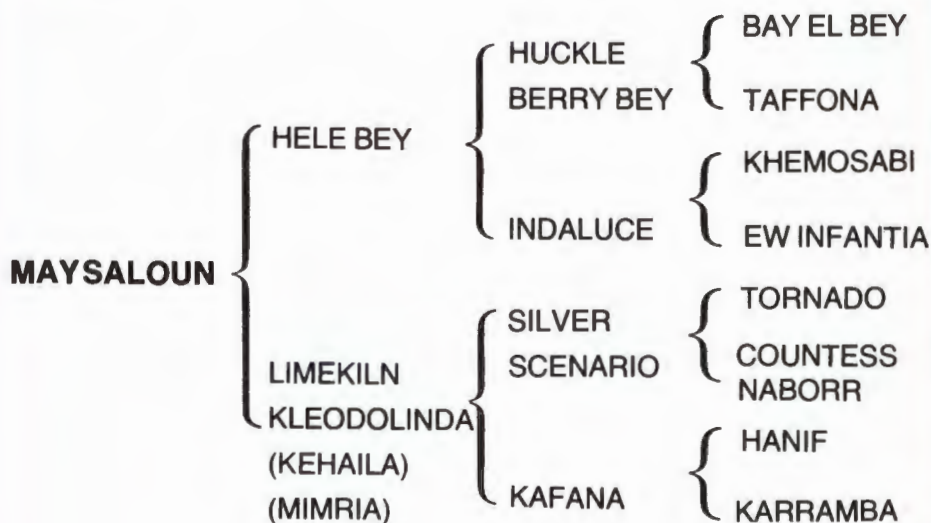 MAYSALOUN
HELE BEY
LIMEKILN
KLEODOLINDA
(KEHAILA)
(MIMRIA)
HUCKLE
BERRY BEY
INDALUCE
SILVER
SCENARIO
KAFANA
BAY EL BEY
TAFFONA
KHEMOSABI
EW INFANTIA
TORNADO
COUNTESS
NABORR
HANIF
KARRAMBA